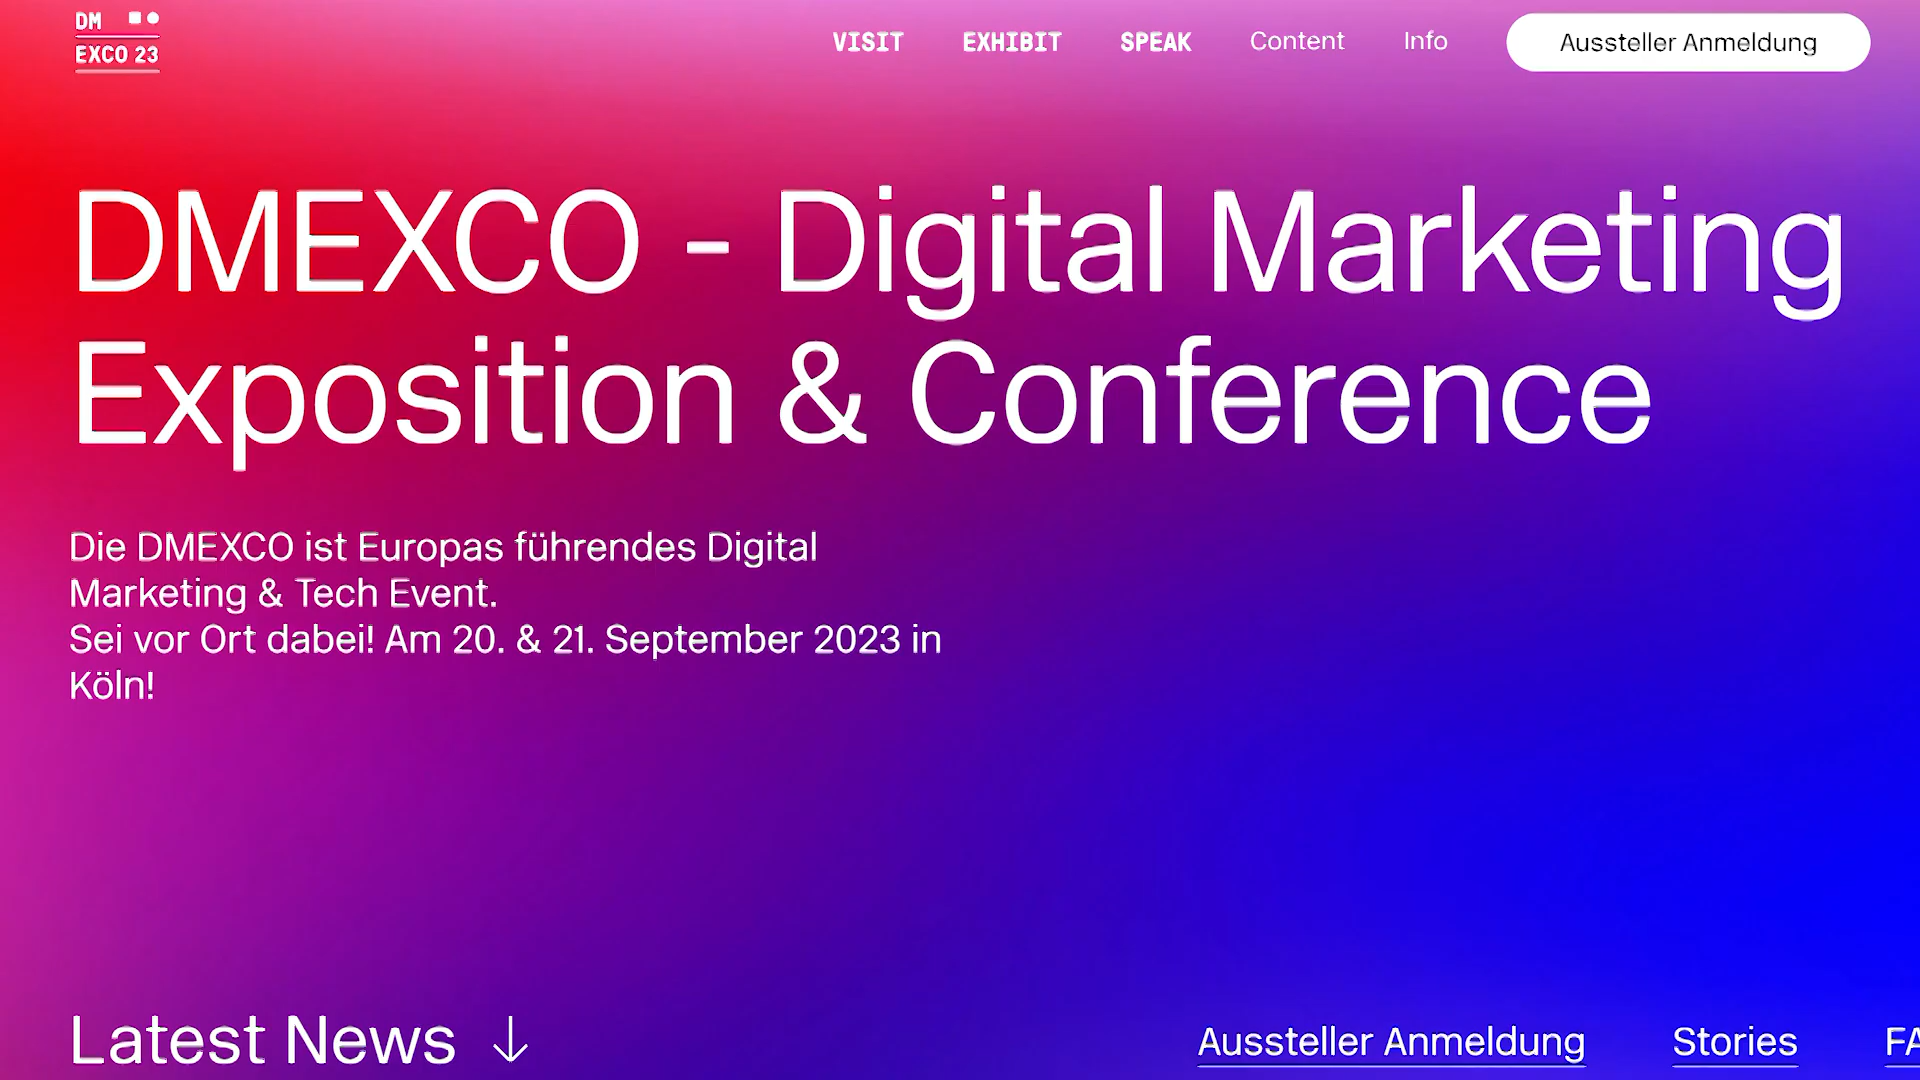 DM
EXCO 23
VISIT EXHIBIT SPEAK Content Info Aussteller Anmeldung
DMEXCO - Digital Marketing
Exposition & Conference
Die DMEXCO ist Europas führendes Digital
Marketing & Tech Event.
Sei vor Ort dabei! Am 20. & 21. September 2023 in
Köln!
Latest News ↓
Aussteller Anmeldung Stories